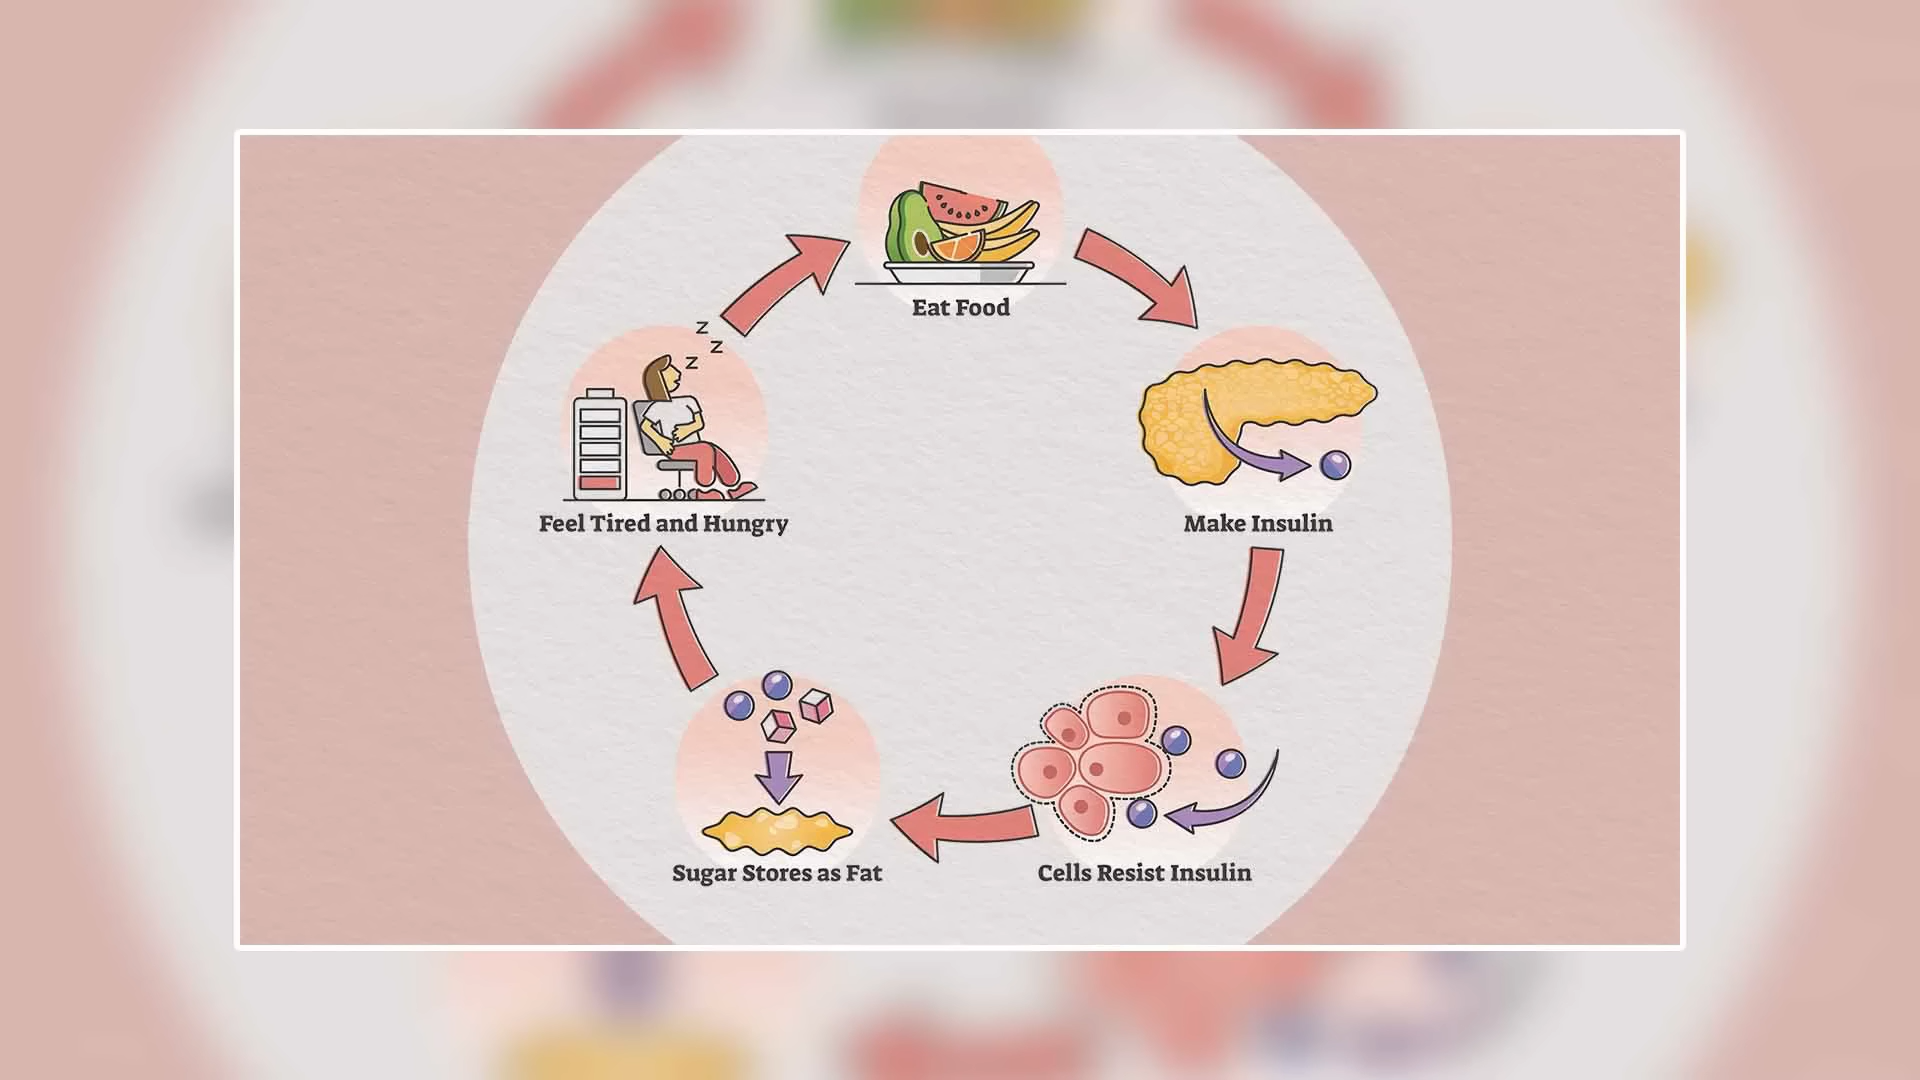 Eat Food
Make Insulin
Cells Resist Insulin
Sugar Stores as Fat
Feel Tired and Hungry
z
z
z